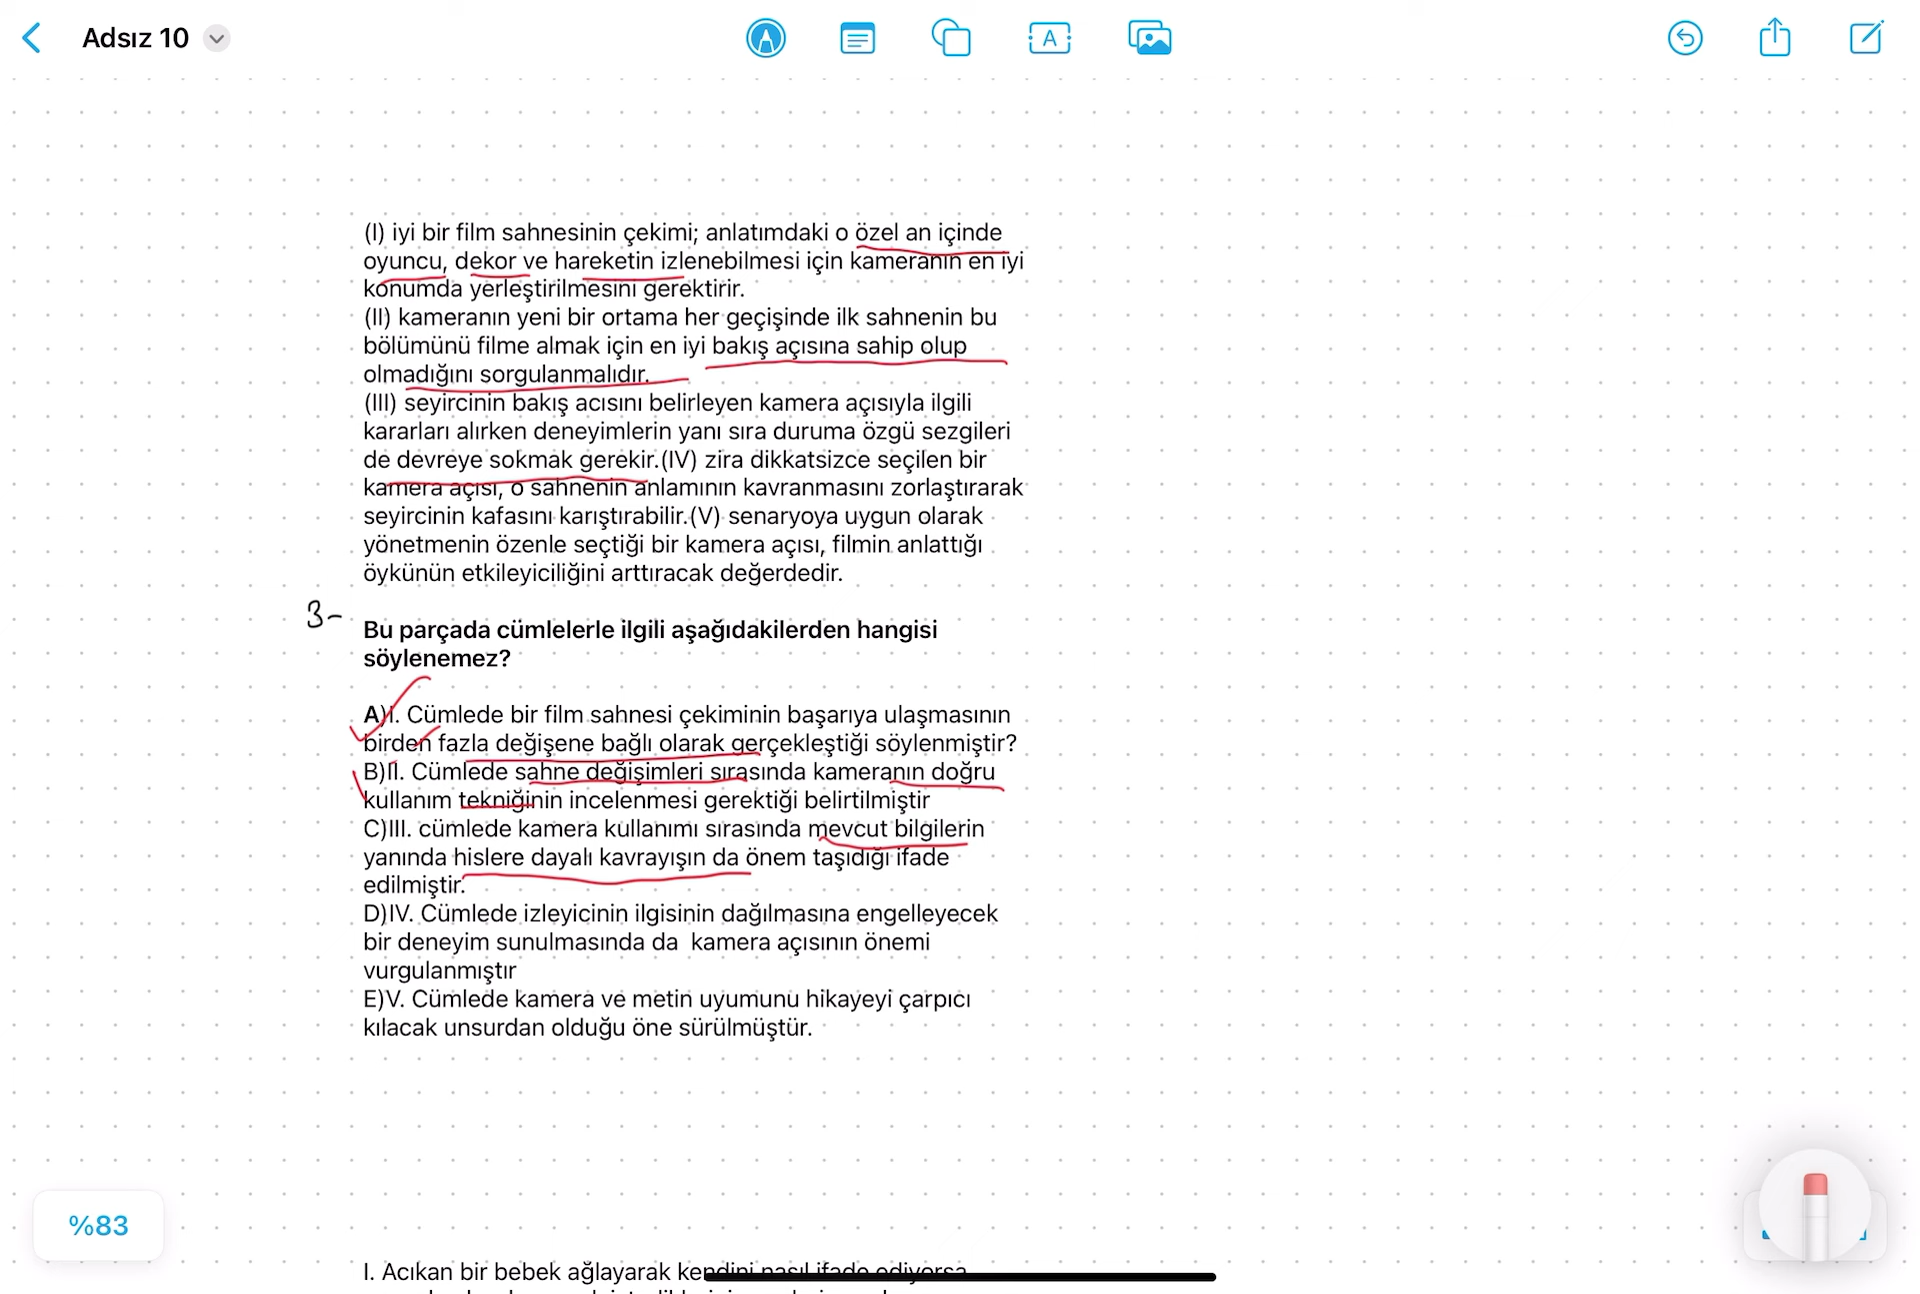 Adsız 10
(I) iyi bir film sahnesinin çekimi; anlatımdaki o özel an içinde
oyuncu, dekor ve hareketin izlenebilmesi için kameranın en iyi
konumda yerleştirilmesini gerektirir.
(II) kameranın yeni bir ortama her geçişinde ilk sahnenin bu
bölümünü filme almak için en iyi bakış açısına sahip olup
olmadığını sorgulanmalıdır.
(III) seyircinin bakış acısını belirleyen kamera açısıyla ilgili
kararları alırken deneyimlerin yanı sıra duruma özgü sezgileri
de devreye sokmak gerekir.(IV) zira dikkatsizce seçilen bir
kamera açısı, o sahnenin anlamının kavranmasını zorlaştırarak
seyircinin kafasını karıştırabilir.(V) senaryoya uygun olarak
yönetmenin özenle seçtiği bir kamera açısı, filmin anlattığı
öykünün etkileyiciliğini arttıracak değerdedir.
3-
Bu parçada cümlelerle ilgili aşağıdakilerden hangisi
söylenemez?
A)I. Cümlede bir film sahnesi çekiminin başarıya ulaşmasının
birden fazla değişene bağlı olarak gerçekleştiği söylenmiştir?
B)II. Cümlede sahne değişimleri sırasında kameranın doğru
kullanım tekniğinin incelenmesi gerektiği belirtilmiştir
C)III. cümlede kamera kullanımı sırasında mevcut bilgilerin
yanında hislere dayalı kavrayışın da önem taşıdığı ifade
edilmiştir.
D)IV. Cümlede izleyicinin ilgisinin dağılmasına engelleyecek
bir deneyim sunulmasında da  kamera açısının önemi
vurgulanmıştır
E)V. Cümlede kamera ve metin uyumunu hikayeyi çarpıcı
kılacak unsurdan olduğu öne sürülmüştür.
%83
I. Acıkan bir bebek ağlayarak kendini nasıl ifade ediyorsa